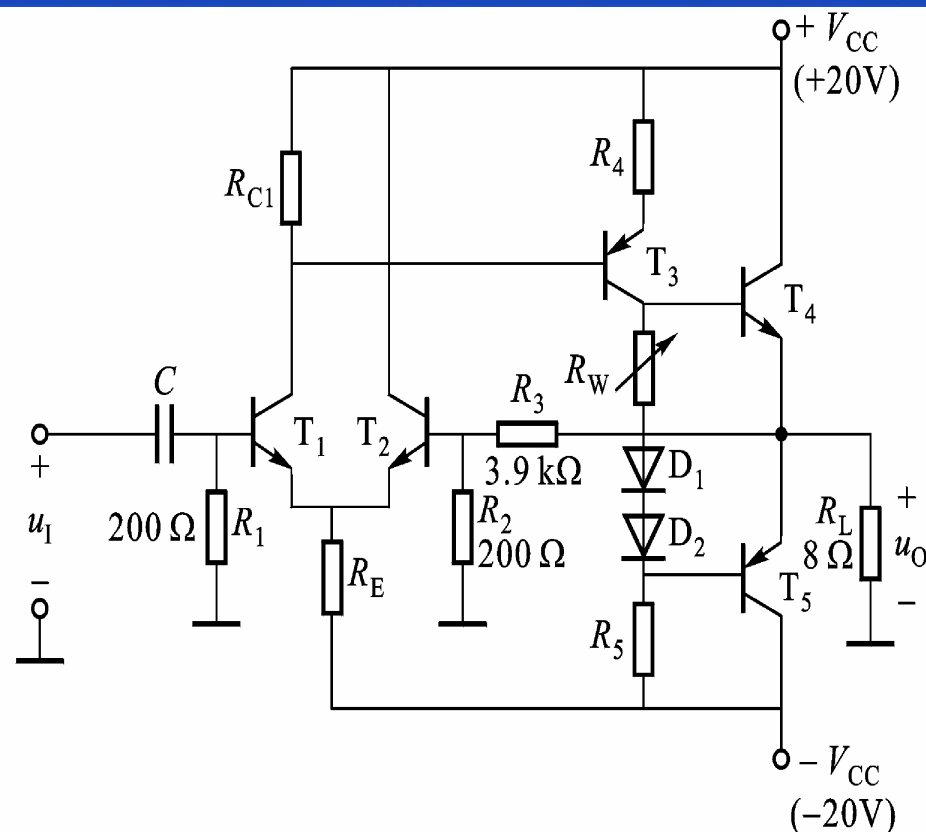 + V_CC
(+20V)
R_4
R_C1
T_3
T_4
R_W
C
R_3
T_1
T_2
+
3.9 kΩ
D_1
R_2
200 Ω
R_1
200 Ω
u_I
D_2
R_L
8 Ω
+
u_O
−
−
R_E
T_5
R_5
− V_CC
(−20V)